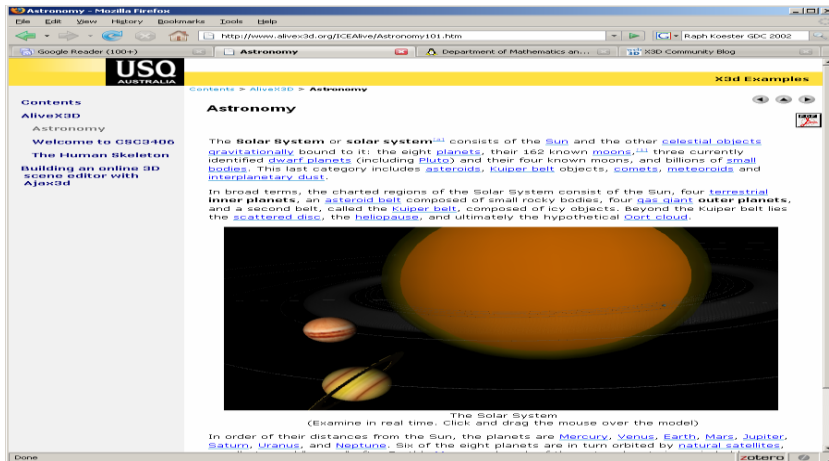 Astronomy - Mozilla Firefox
File Edit View History Bookmarks Tools Help
http://www.alivex3d.org/ICEAlive/Astronomy101.htm
Raph Koester GDC 2002
Google Reader (100+)
Astronomy
Department of Mathematics an...
X3D Community Blog
USQ
AUSTRALIA
X3d Examples
Contents > AliveX3D > Astronomy
Contents
AliveX3D
Astronomy
Welcome to CSC3406
The Human Skeleton
Building an online 3D
scene editor with
Ajax3d
Astronomy
The Solar System or solar system consists of the Sun and the other celestial objects
gravitationally bound to it: the eight planets, their 162 known moons, three currently
identified dwarf planets (including Pluto) and their four known moons, and billions of small
bodies. This last category includes asteroids, Kuiper belt objects, comets, meteoroids and
interplanetary dust.
In broad terms, the charted regions of the Solar System consist of the Sun, four terrestrial
inner planets, an asteroid belt composed of small rocky bodies, four gas giant outer planets,
and a second belt, called the Kuiper belt, composed of icy objects. Beyond the Kuiper belt lies
the scattered disc, the heliopause, and ultimately the hypothetical Oort cloud.
The Solar System
(Examine in real time. Click and drag the mouse over the model)
In order of their distances from the Sun, the planets are Mercury, Venus, Earth, Mars, Jupiter,
Saturn, Uranus, and Neptune. Six of the eight planets are in turn orbited by natural satellites,
Done
zotero